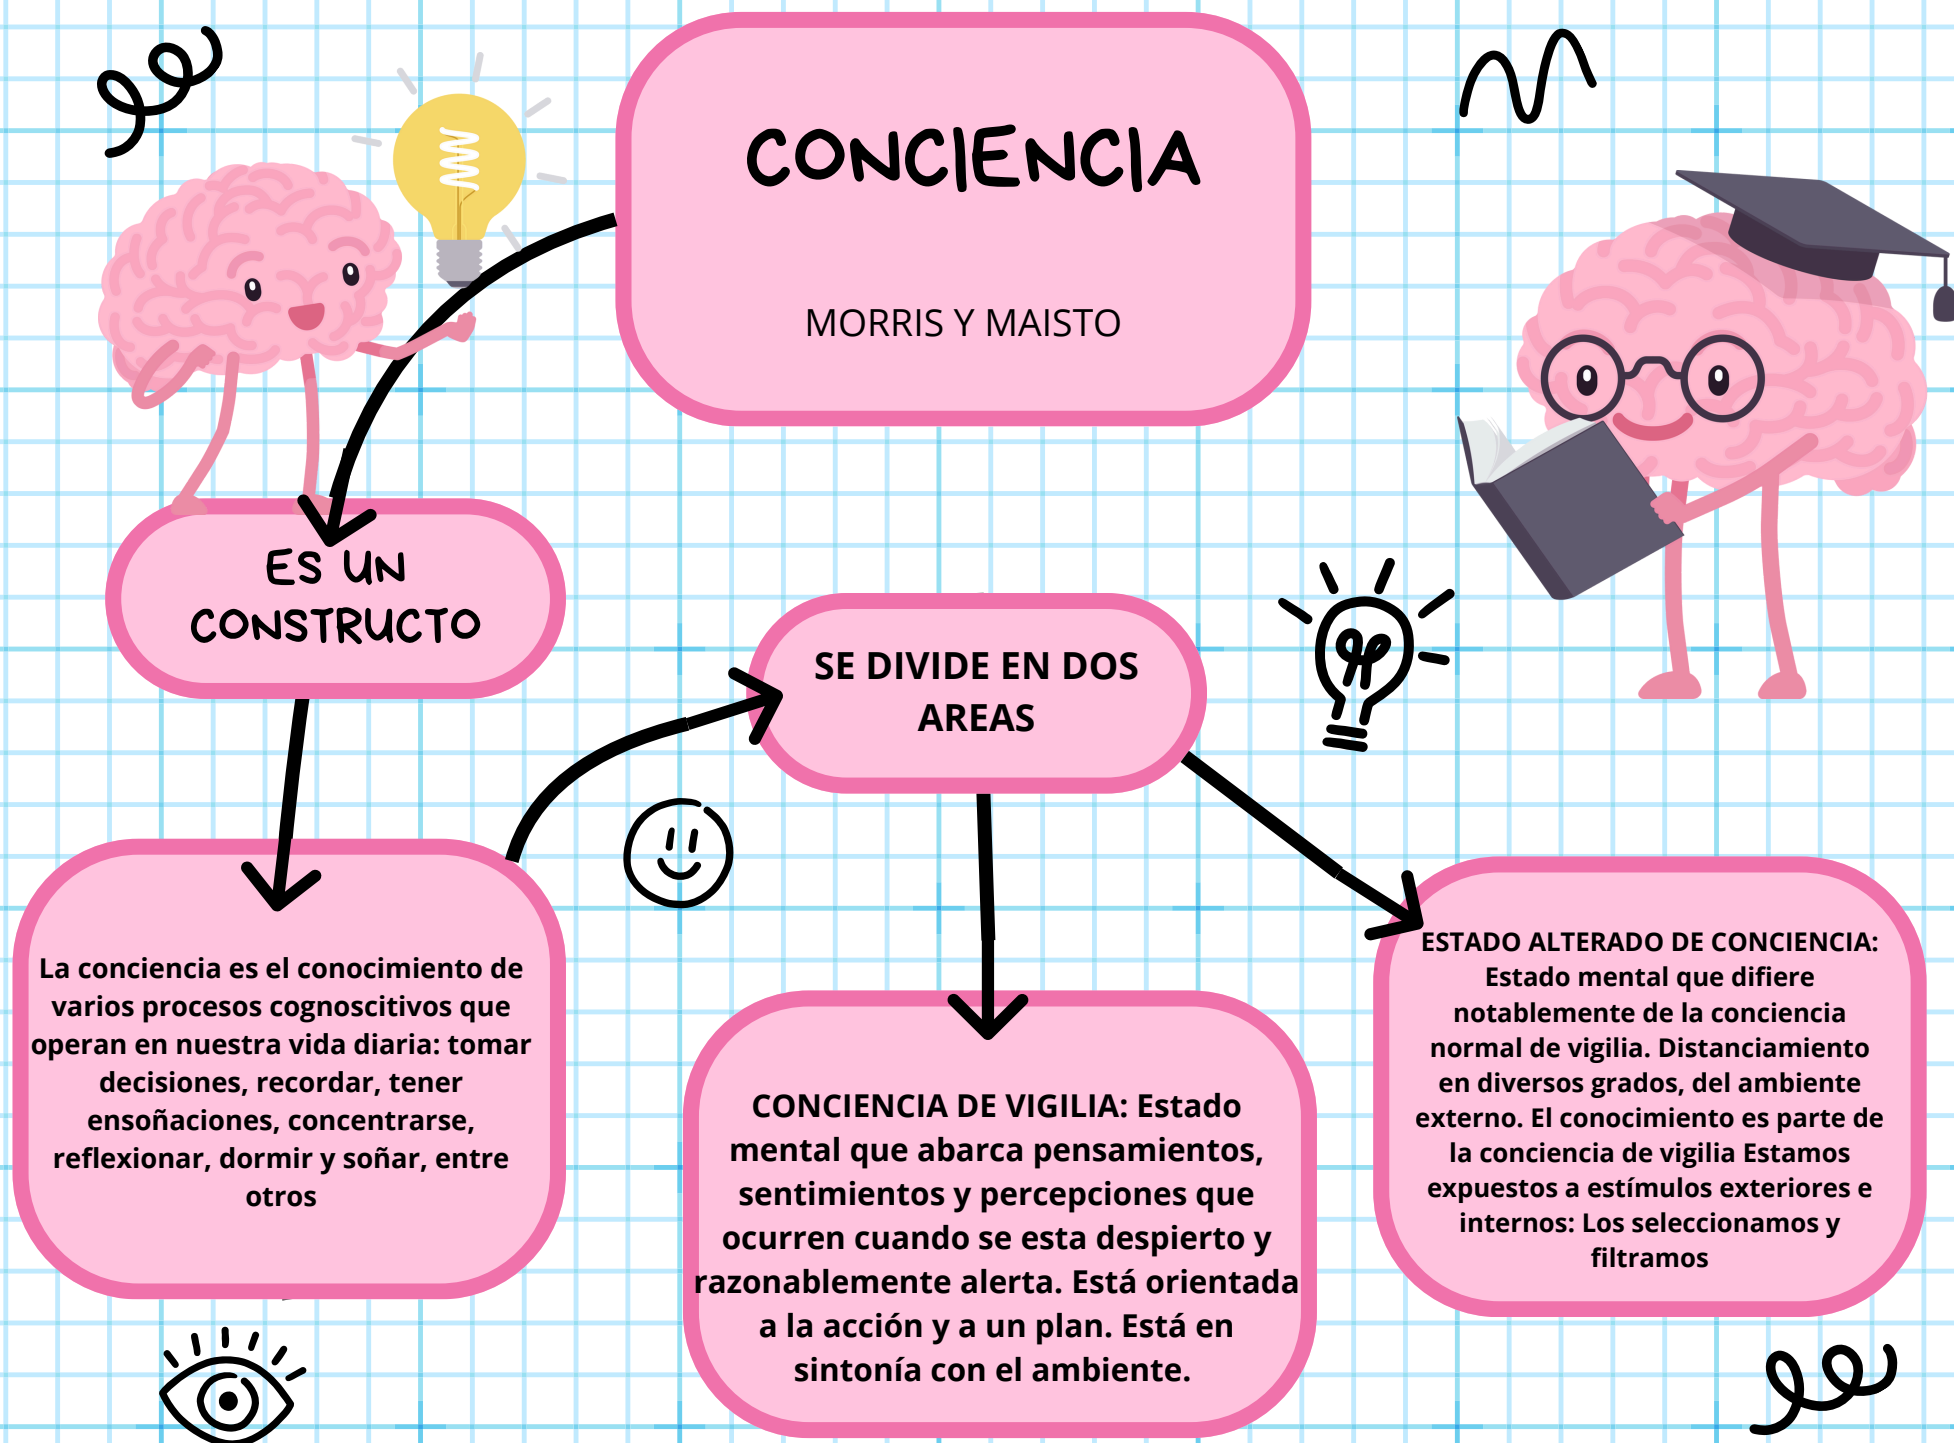 CONCIENCIA
MORRIS Y MAISTO
ES UN
CONSTRUCTO
SE DIVIDE EN DOS
AREAS
La conciencia es el conocimiento de
varios procesos cognoscitivos que
operan en nuestra vida diaria: tomar
decisiones, recordar, tener
ensoñaciones, concentrarse,
reflexionar, dormir y soñar, entre
otros
CONCIENCIA DE VIGILIA: Estado
mental que abarca pensamientos,
sentimientos y percepciones que
ocurren cuando se esta despierto y
razonablemente alerta. Está orientada
a la acción y a un plan. Está en
sintonía con el ambiente.
ESTADO ALTERADO DE CONCIENCIA:
Estado mental que difiere
notablemente de la conciencia
normal de vigilia. Distanciamiento
en diversos grados, del ambiente
externo. El conocimiento es parte de
la conciencia de vigilia Estamos
expuestos a estímulos exteriores e
internos: Los seleccionamos y
filtramos